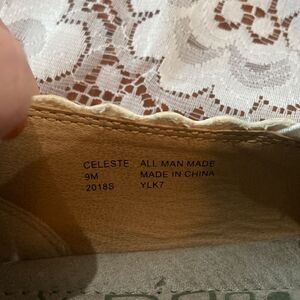 CELESTE ALL MAN MADE
9M MADE IN CHINA
2018S YLK7